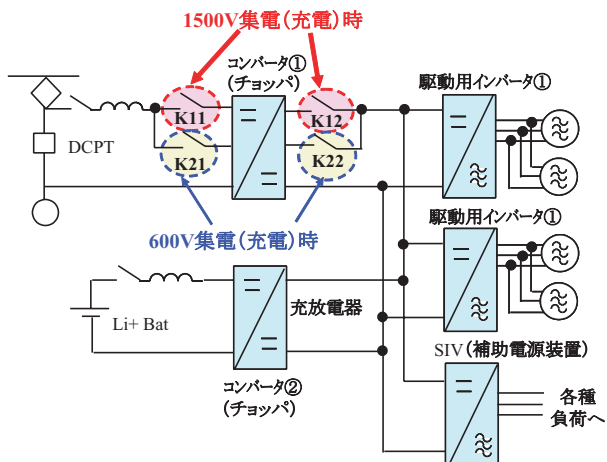 1500V集電(充電)時
コンバータ①
(チョッパ)
駆動用インバータ①
K11
K12
DCPT
K21
K22
600V集電(充電)時
駆動用インバータ①
Li+ Bat
充放電器
コンバータ②
(チョッパ)
SIV(補助電源装置)
各種
負荷へ